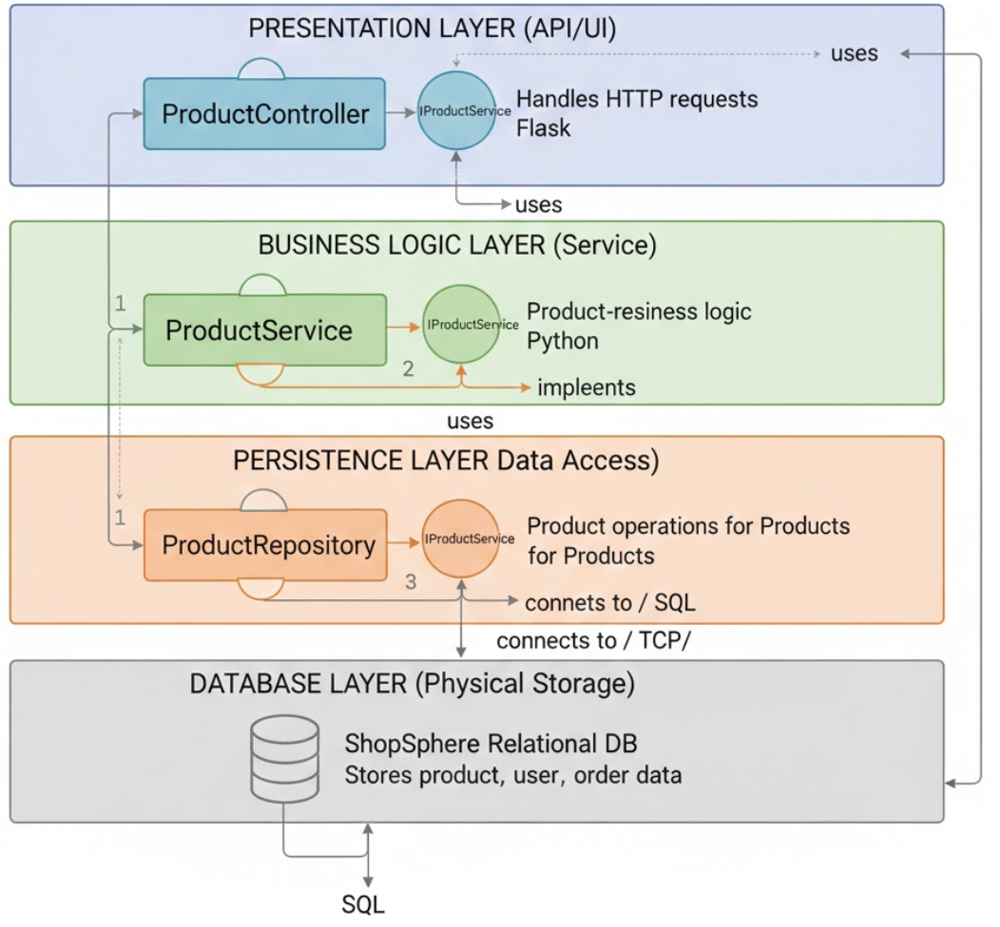 PRESENTATION LAYER (API/UI)
uses
ProductController
IProductService
Handles HTTP requests
Flask
uses
BUSINESS LOGIC LAYER (Service)
1
ProductService
IProductService
Product-resiness logic
Python
2
impleents
uses
PERSISTENCE LAYER Data Access)
1
ProductRepository
IProductService
Product operations for Products
for Products
3
connets to / SQL
connects to / TCP/
DATABASE LAYER (Physical Storage)
ShopSphere Relational DB
Stores product, user, order data
SQL